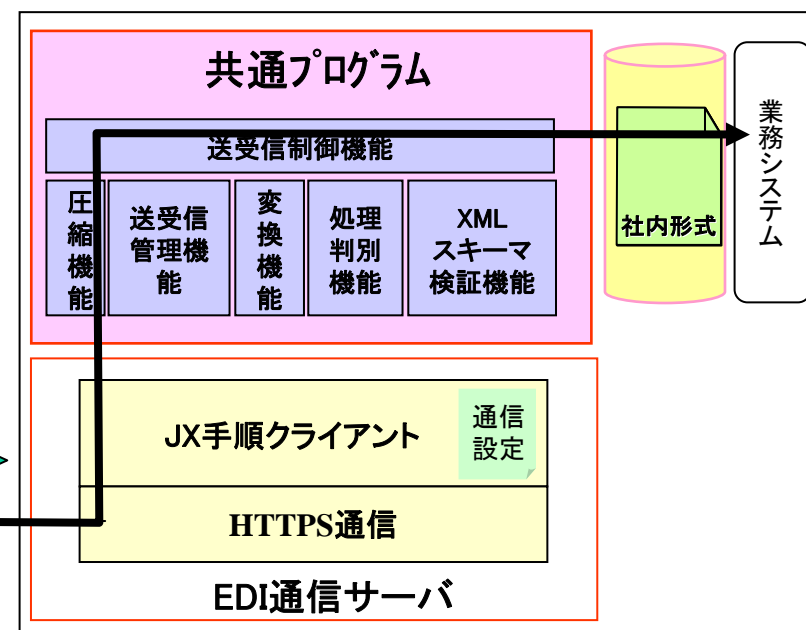 共通プログラム
送受信制御機能
圧
縮
機
能
送受信
管理機
能
変
換
機
能
処理
判別
機能
XML
スキーマ
検証機能
社内形式
業務システム
JX手順クライアント
通信
設定
HTTPS通信
EDI通信サーバ